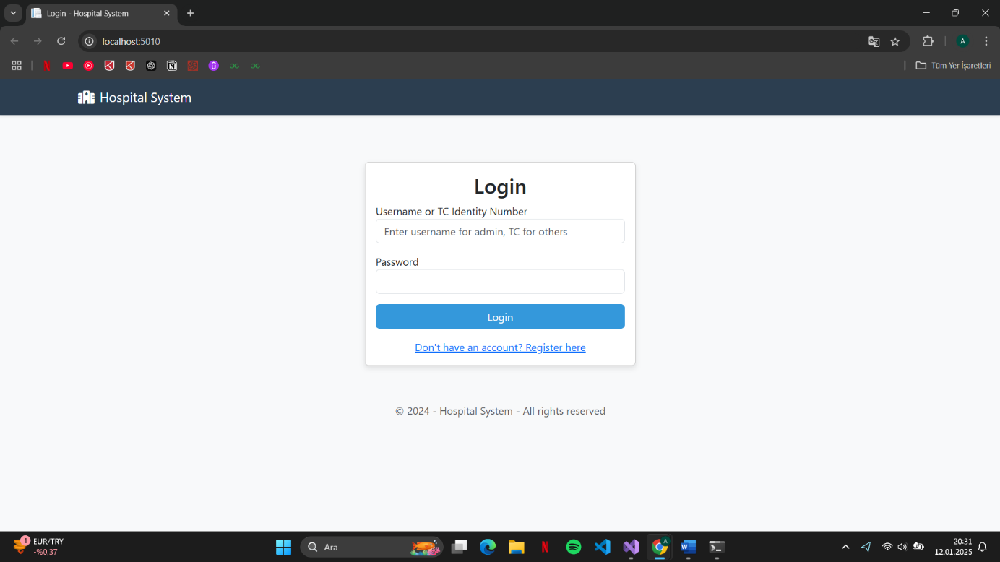 Login - Hospital System
localhost:5010
A
Tüm Yer İşaretleri
Hospital System
Login
Username or TC Identity Number
Enter username for admin, TC for others
Password
Login
Don't have an account? Register here
© 2024 - Hospital System - All rights reserved
1
EUR/TRY
-%0,37
Ara
20:31
12.01.2025